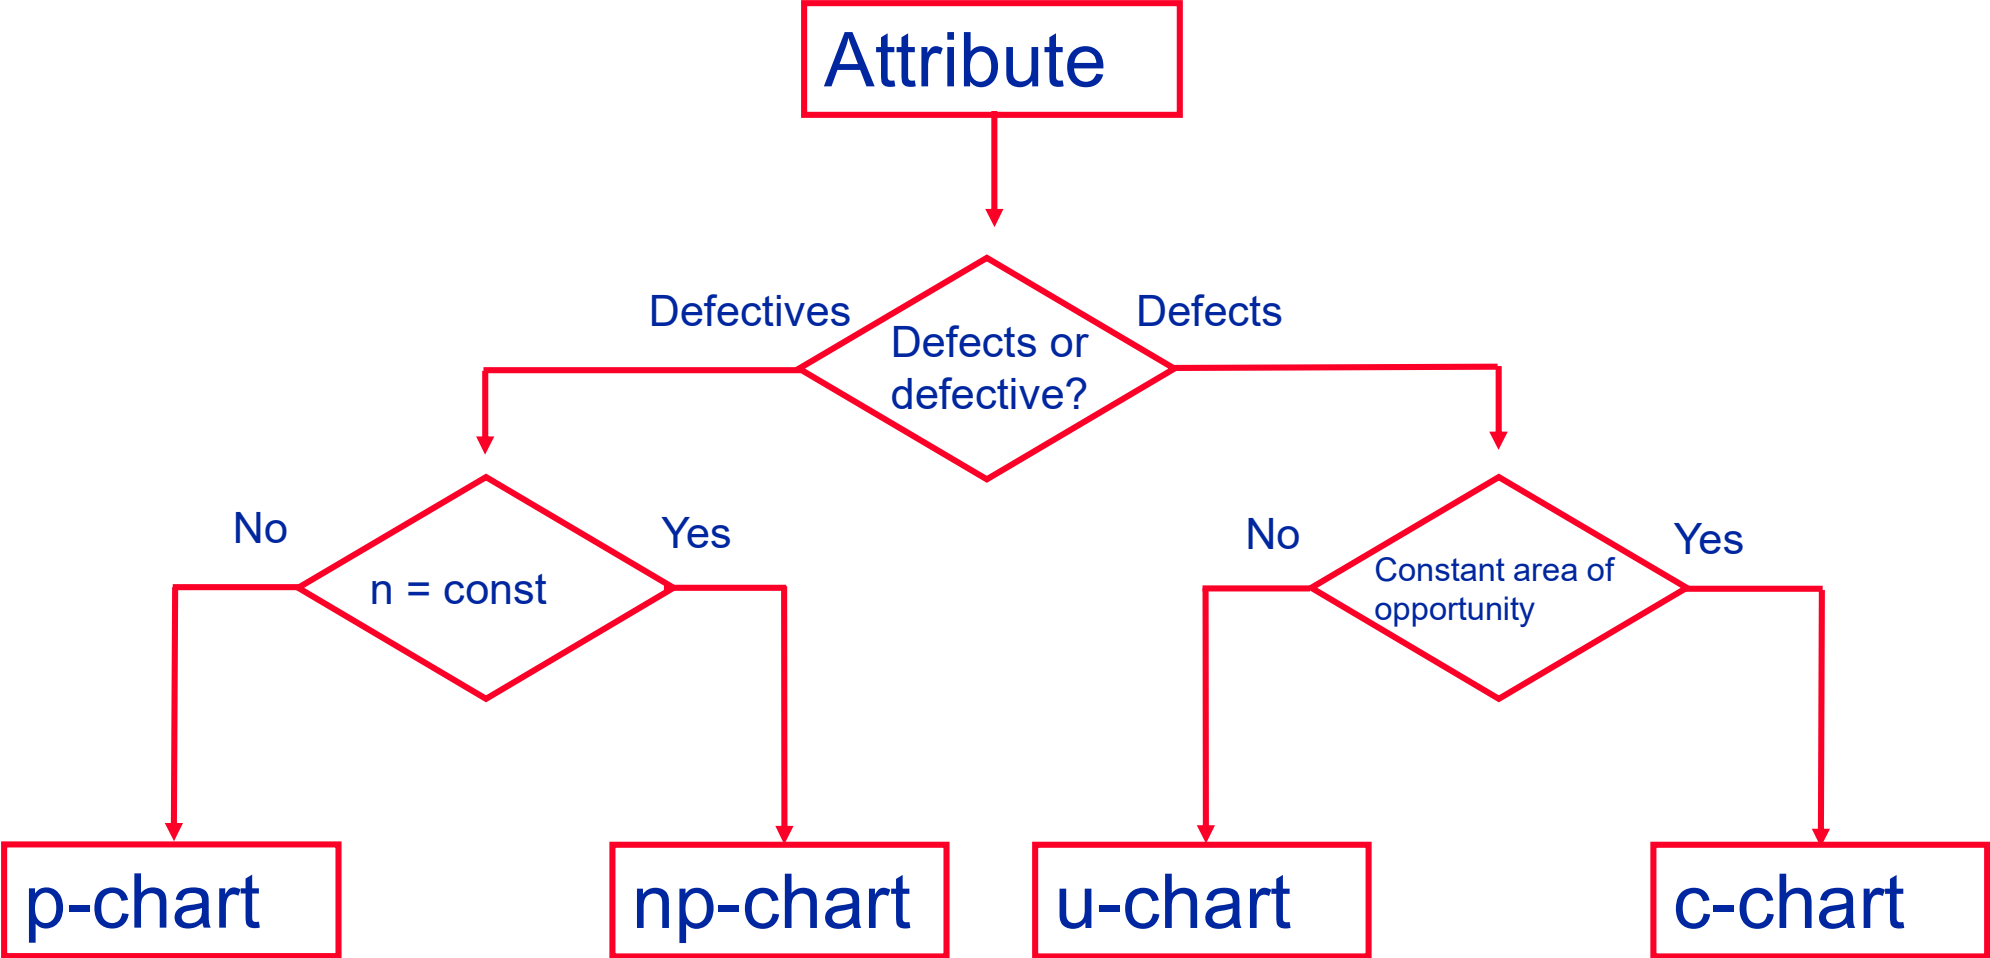 Attribute
Defectives
Defects
Defects or
defective?
No
Yes
n = const
No
Yes
Constant area of
opportunity
p-chart
np-chart
u-chart
c-chart